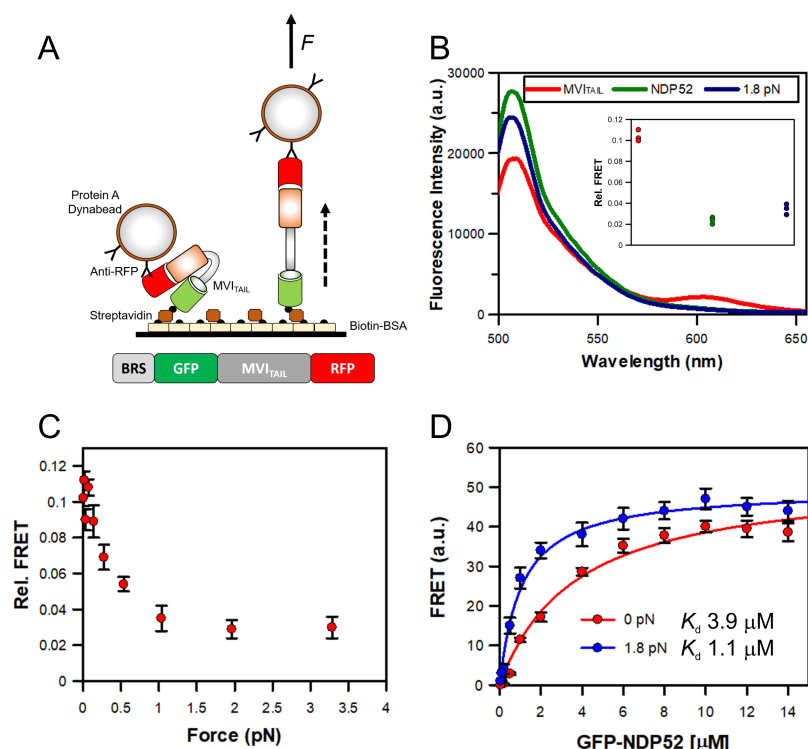 A
F
Protein A
Dynabead
Anti-RFP
MVITAIL
Streptavidin
Biotin-BSA
BRS GFP MVITAIL RFP
B
Fluorescence Intensity (a.u.)
30000
20000
10000
0
MVITAIL NDP52 1.8 pN
Rel. FRET
0.12
0.1
0.08
0.06
0.04
0.02
0
500 550 600 650
Wavelength (nm)
C
Rel. FRET
0.12
0.1
0.08
0.06
0.04
0.02
0
0 0.5 1 1.5 2 2.5 3 3.5 4
Force (pN)
D
FRET (a.u.)
60
50
40
30
20
10
0
0 pN Kd 3.9 μM
1.8 pN Kd 1.1 μM
0 2 4 6 8 10 12 14
GFP-NDP52 [μM]